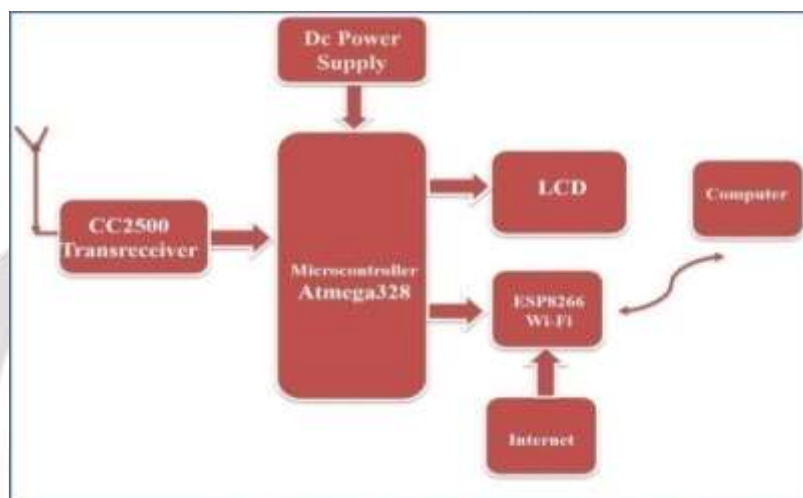 Dc Power
Supply
CC2500
Transreceiver
Microcontroller
Atmega328
LCD
Computer
ESP8266
Wi-Fi
Internet